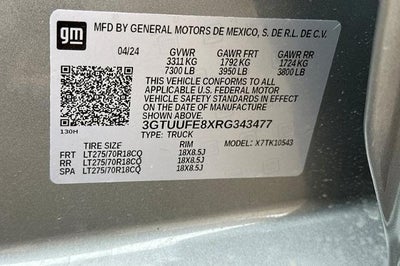 gm
MFD BY GENERAL MOTORS DE MEXICO, S. DE R.L. DE C.V.
04/24 GVWR GAWR FRT GAWR RR
3311 KG 1792 KG 1724 KG
7300 LB 3950 LB 3800 LB
THIS VEHICLE CONFORMS TO ALL
APPLICABLE U.S. FEDERAL MOTOR
VEHICLE SAFETY STANDARDS IN
EFFECT ON THE DATE OF
MANUFACTURE SHOWN ABOVE.
3GTUUFE8XRG343477
TYPE: TRUCK
130H
TIRE SIZE RIM MODEL: X7TK10543
FRT LT275/70R18CQ 18X8.5J
RR LT275/70R18CQ 18X8.5J
SPA LT275/70R18CQ 18X8.5J